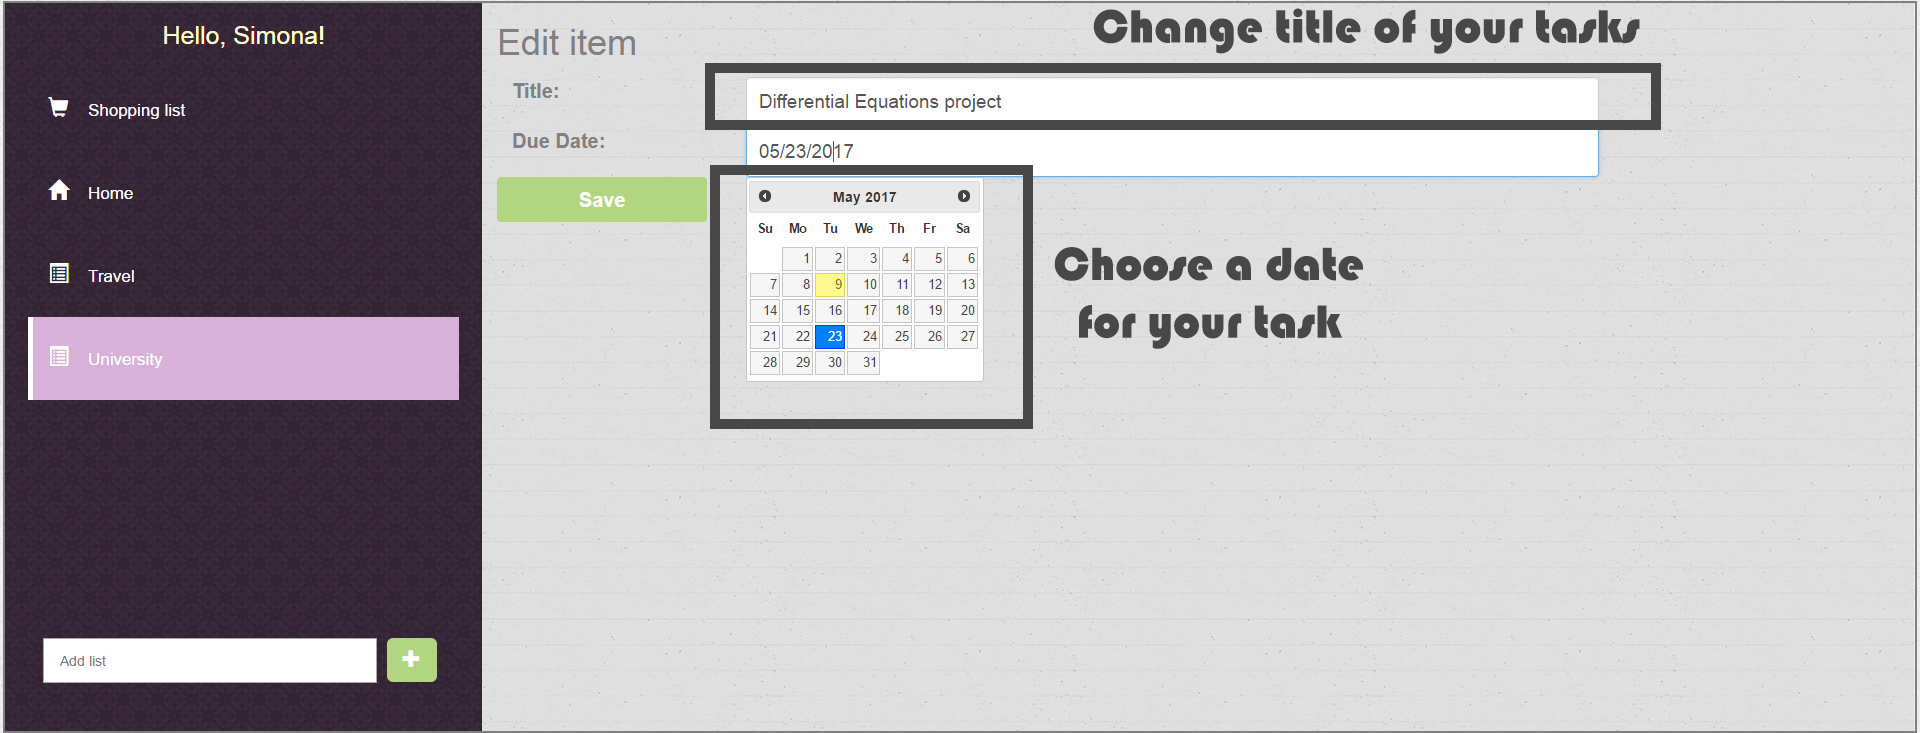 Hello, Simona!
Shopping list
Home
Travel
University
Add list
Edit item
Change title of your tasks
Title:
Differential Equations project
Due Date:
05/23/2017
Save
May 2017
Su Mo Tu We Th Fr Sa
1 2 3 4 5 6
7 8 9 10 11 12 13
14 15 16 17 18 19 20
21 22 23 24 25 26 27
28 29 30 31
Choose a date
for your task